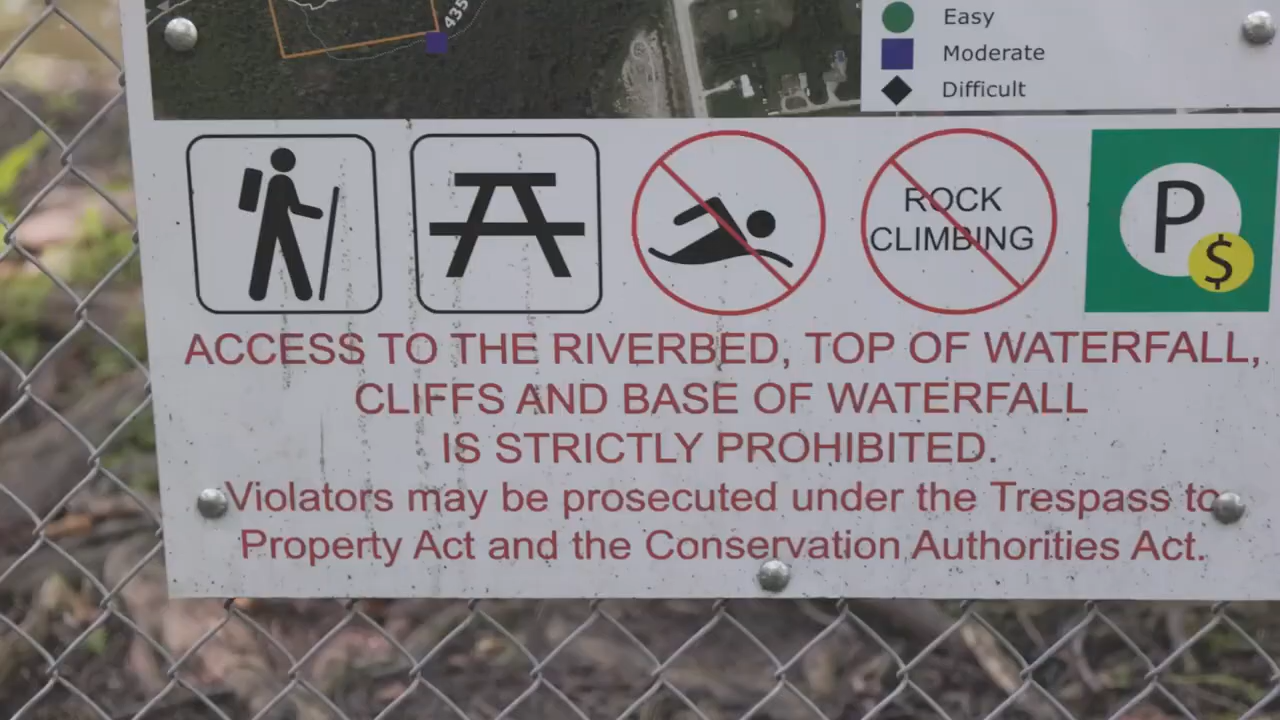 435
Easy
Moderate
Difficult
ROCK
CLIMBING
P
$
ACCESS TO THE RIVERBED, TOP OF WATERFALL,
CLIFFS AND BASE OF WATERFALL
IS STRICTLY PROHIBITED.
Violators may be prosecuted under the Trespass to
Property Act and the Conservation Authorities Act.